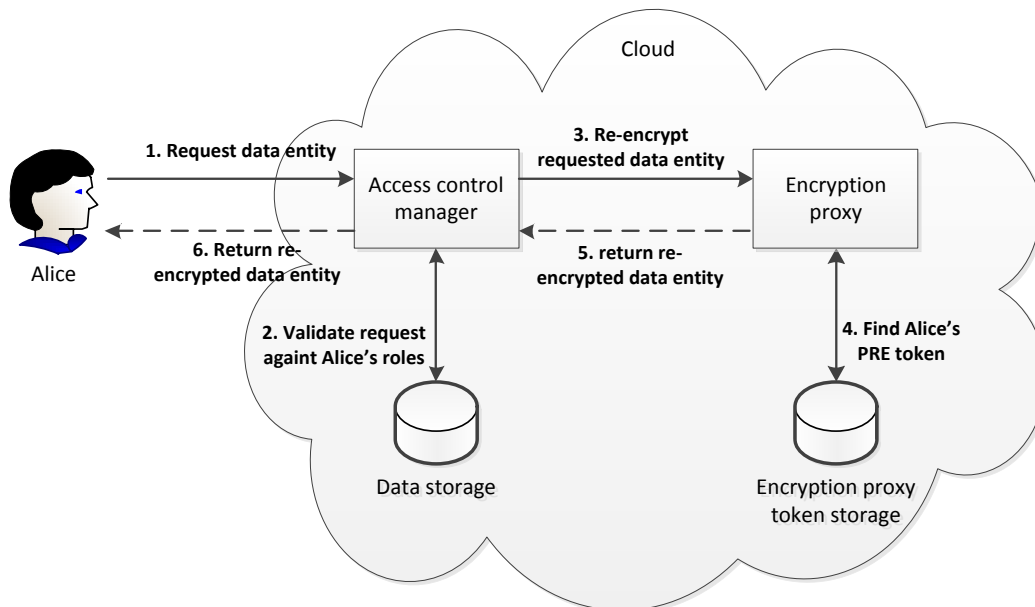 Cloud
1. Request data entity
3. Re-encrypt
requested data entity
Access control
manager
Encryption
proxy
6. Return re-
encrypted data entity
5. return re-
encrypted data entity
Alice
2. Validate request
againt Alice's roles
4. Find Alice's
PRE token
Data storage
Encryption proxy
token storage